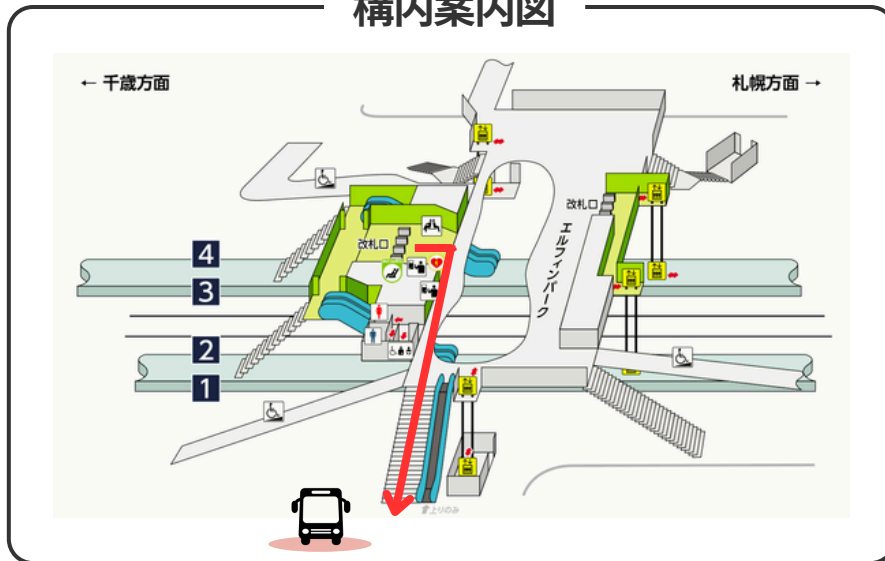 構内案内図
← 千歳方面
札幌方面 →
改札口
改札口
エルフィンパーク
4
3
2
1
上りのみ